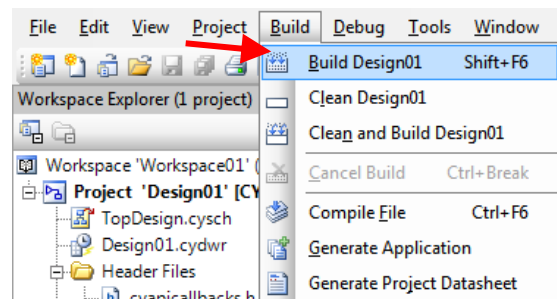 File Edit View Project Build Debug Tools Window
Build Design01 Shift+F6
Workspace Explorer (1 project)
Clean Design01
Clean and Build Design01
Workspace 'Workspace01' (
Cancel Build Ctrl+Break
Project 'Design01' [CY
TopDesign.cysch
Compile File Ctrl+F6
Design01.cydwr
Generate Application
Header Files
Generate Project Datasheet
cyapicallbacks.h